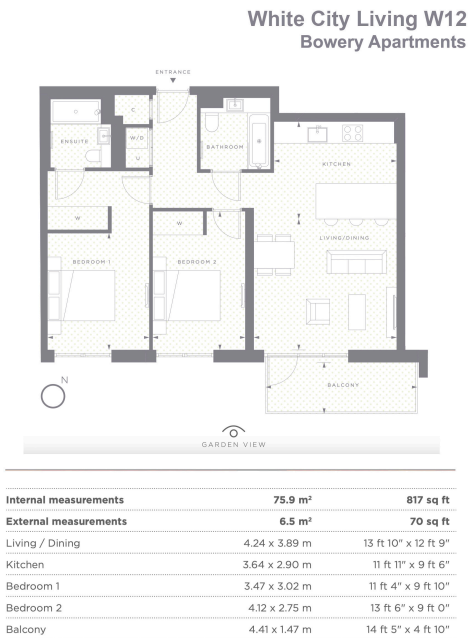 White City Living W12
Bowery Apartments
ENTRANCE
C
ENSUITE
W/D
U
BATHROOM
KITCHEN
W
W
LIVING/DINING
BEDROOM 1
BEDROOM 2
BALCONY
N
GARDEN VIEW
Internal measurements 75.9 m² 817 sq ft
External measurements 6.5 m² 70 sq ft
Living / Dining 4.24 x 3.89 m 13 ft 10" x 12 ft 9"
Kitchen 3.64 x 2.90 m 11 ft 11" x 9 ft 6"
Bedroom 1 3.47 x 3.02 m 11 ft 4" x 9 ft 10"
Bedroom 2 4.12 x 2.75 m 13 ft 6" x 9 ft 0"
Balcony 4.41 x 1.47 m 14 ft 5" x 4 ft 10"